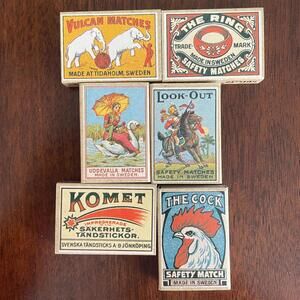 VULCAN MATCHES
MADE AT TIDAHOLM, SWEDEN
THE RING
TRADE MARK
MADE IN SWEDEN
SAFETY MATCHES
UDDEVALLA MATCHES
MADE IN SWEDEN.
LOOK-OUT
SAFETY MATCHES
MADE IN SWEDEN
KOMET
IMPREGNERADE
SÄKERHETS-
TÄNDSTICKOR.
SVENSKA TÄNDSTICKS A-B JÖNKÖPING
THE COCK
SAFETY MATCH
MADE IN SWEDEN